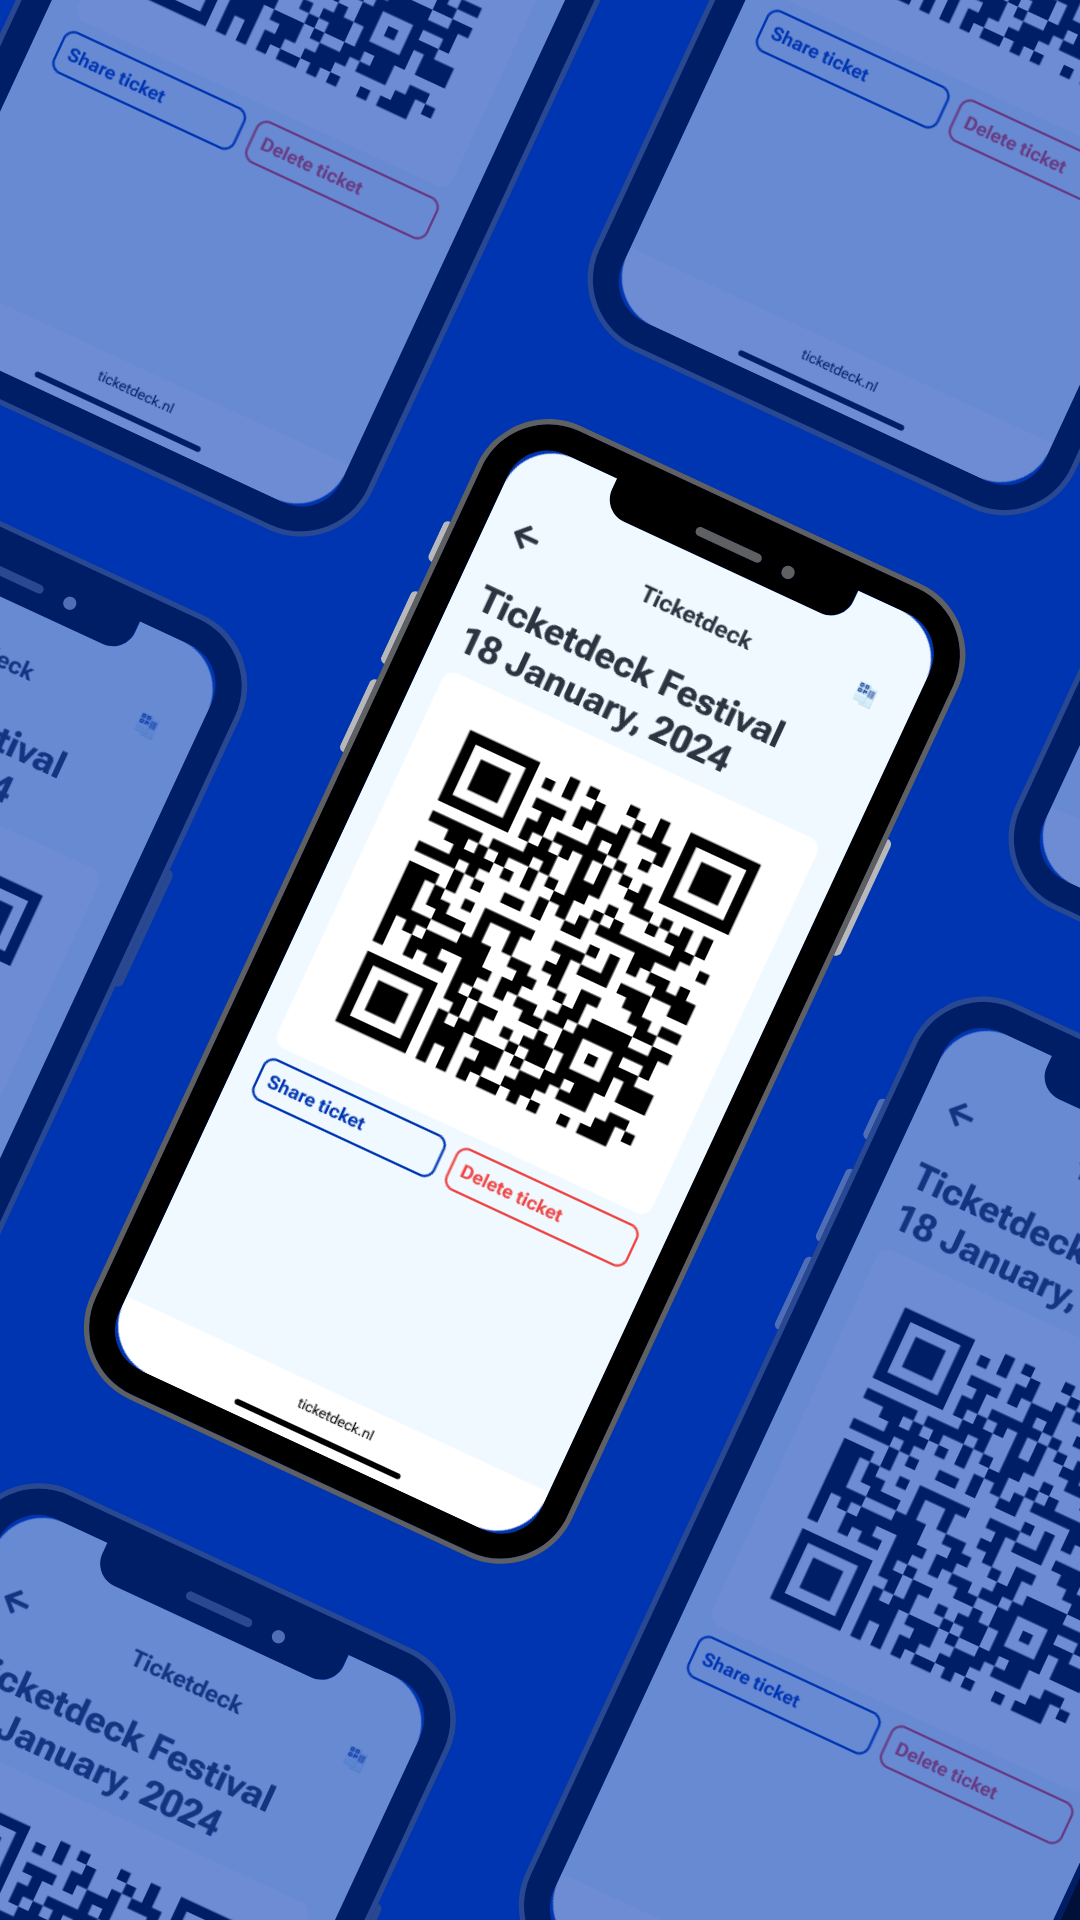 Share ticket
Delete ticket
ticketdeck.nl
Share ticket
Delete ticket
ticketdeck.nl
Ticketdeck
Ticketdeck Festival
18 January, 2024
Share ticket
Delete ticket
ticketdeck.nl
eck
tival
4
Ticketdeck
18 January,
Share ticket
Delete ticket
Ticketdeck
icketdeck Festival
January, 2024